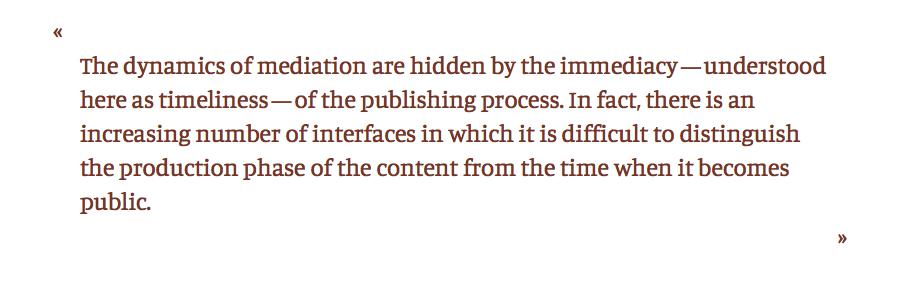 «
The dynamics of mediation are hidden by the immediacy—understood
here as timeliness—of the publishing process. In fact, there is an
increasing number of interfaces in which it is difficult to distinguish
the production phase of the content from the time when it becomes
public.
»